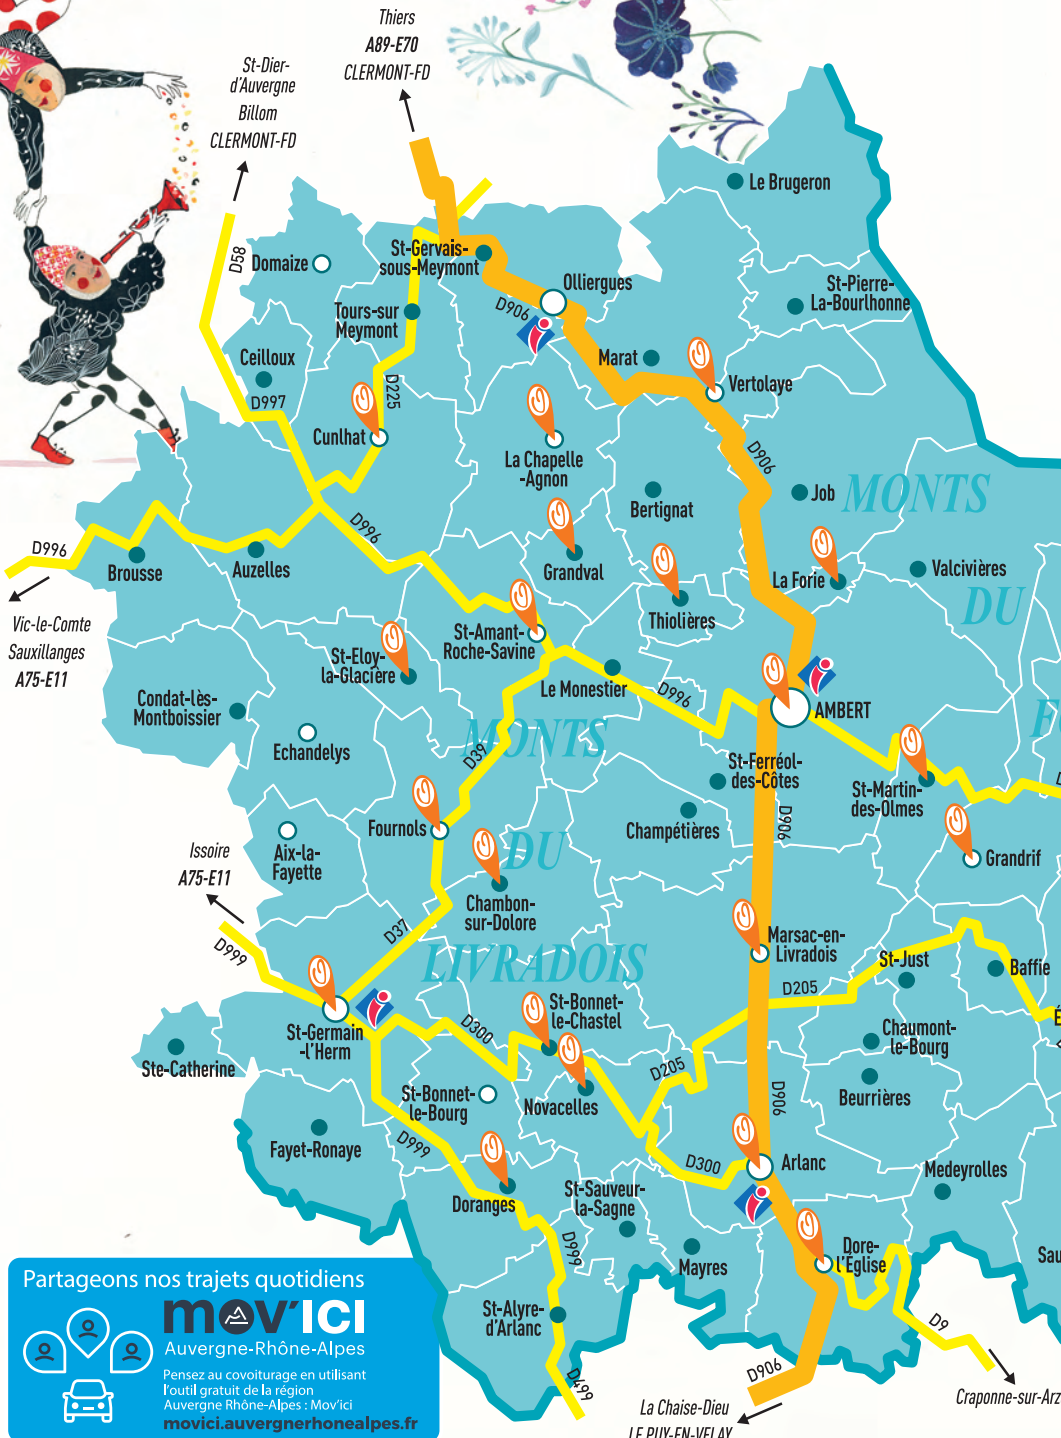 Thiers
A89-E70
CLERMONT-FD
St-Dier-
d'Auvergne
Billom
CLERMONT-FD
Le Brugeron
D58
Domaize
St-Gervais-
sous-Meymont
Olliergues
D906
St-Pierre-
La-Bourlhonne
Tours-sur
Meymont
Ceilloux
D997
D225
Marat
Vertolaye
Cunlhat
La Chapelle
-Agnon
D906
Bertignat
Job
MONTS
D996
D996
Brousse
Auzelles
Grandval
Thiolières
La Forie
Valcivières
DU
Vic-le-Comte
Sauxillanges
A75-E11
St-Amant-
Roche-Savine
St-Eloy-
la-Glacière
Le Monestier
D996
AMBERT
Condat-lès-
Montboissier
Echandelys
MONTS
D39
St-Ferréol-
des-Côtes
St-Martin-
des-Olmes
Champétières
D906
Fournols
Aix-la-
Fayette
DU
Grandrif
Issoire
A75-E11
Chambon-
sur-Dolore
D37
D999
LIVRADOIS
Marsac-en-
Livradois
D205
St-Just
Baffie
St-Germain
-l'Herm
D300
St-Bonnet-
le-Chastel
Chaumont-
le-Bourg
Ste-Catherine
St-Bonnet-
le-Bourg
Novacelles
D205
Beurrières
D906
Fayet-Ronaye
D999
D300
Arlanc
Doranges
St-Sauveur-
la-Sagne
Medeyrolles
D999
Mayres
Dore-
l'Église
Sau
St-Alyre-
d'Arlanc
D9
D499
D906
La Chaise-Dieu
LE PUY-EN-VELAY
Craponne-sur-Arz
Partageons nos trajets quotidiens
mov'ici
Auvergne-Rhône-Alpes
Pensez au covoiturage en utilisant
l'outil gratuit de la région
Auvergne Rhône-Alpes : Mov'ici
movici.auvergnerhonealpes.fr